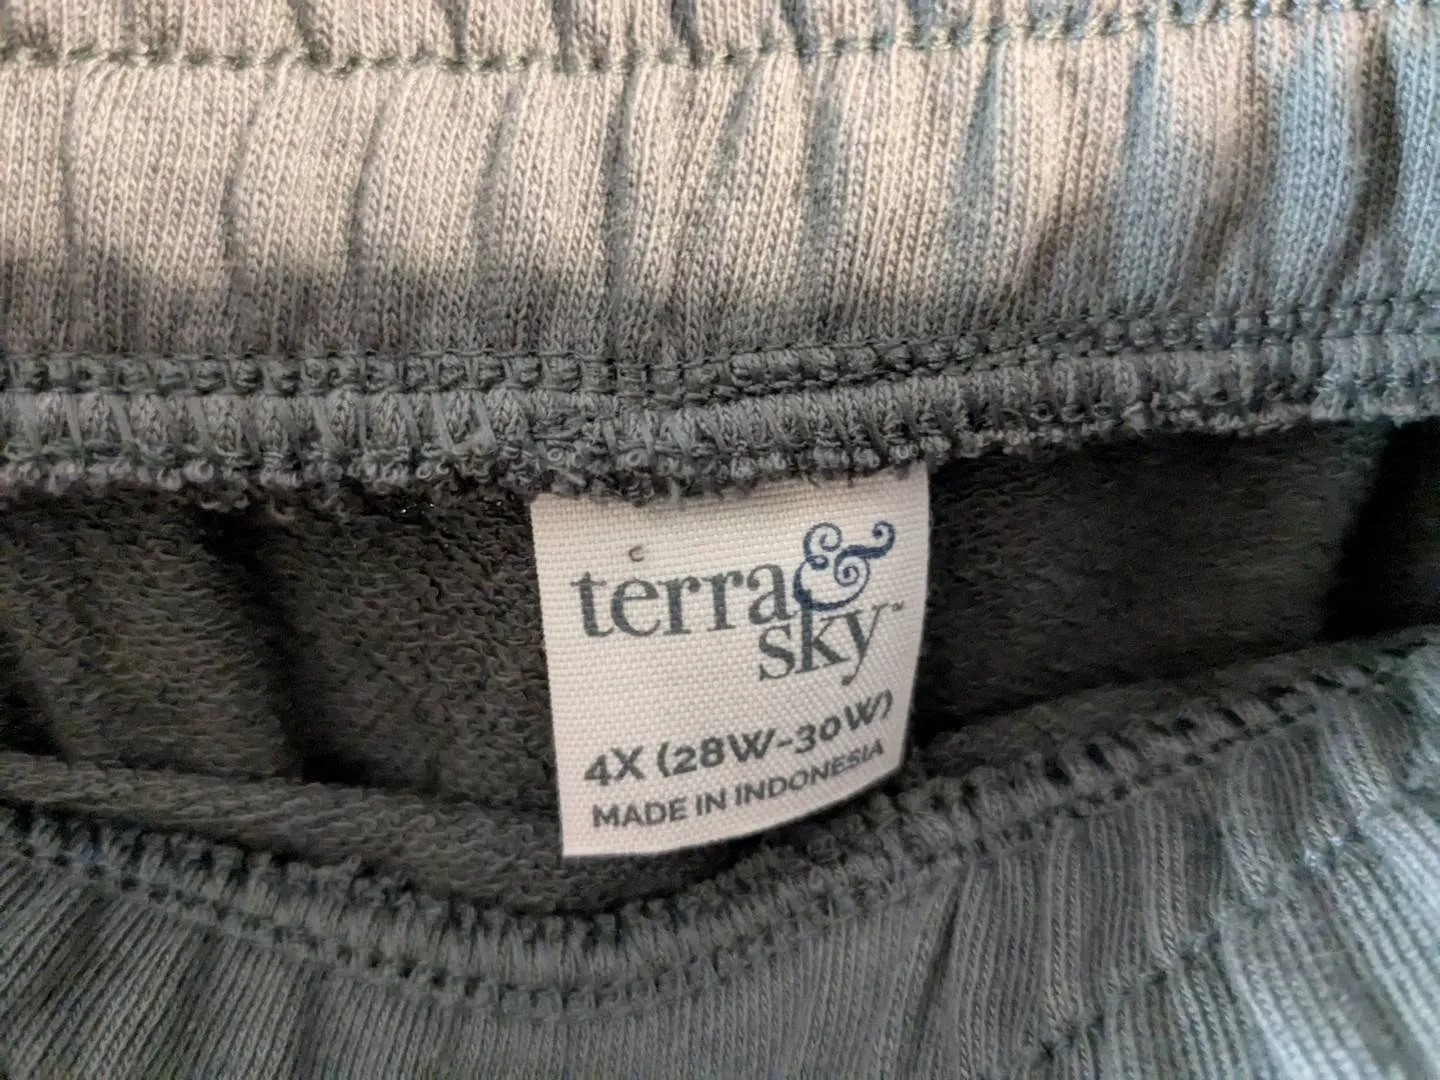 terra &
sky™
4X (28W-30W)
MADE IN INDONESIA